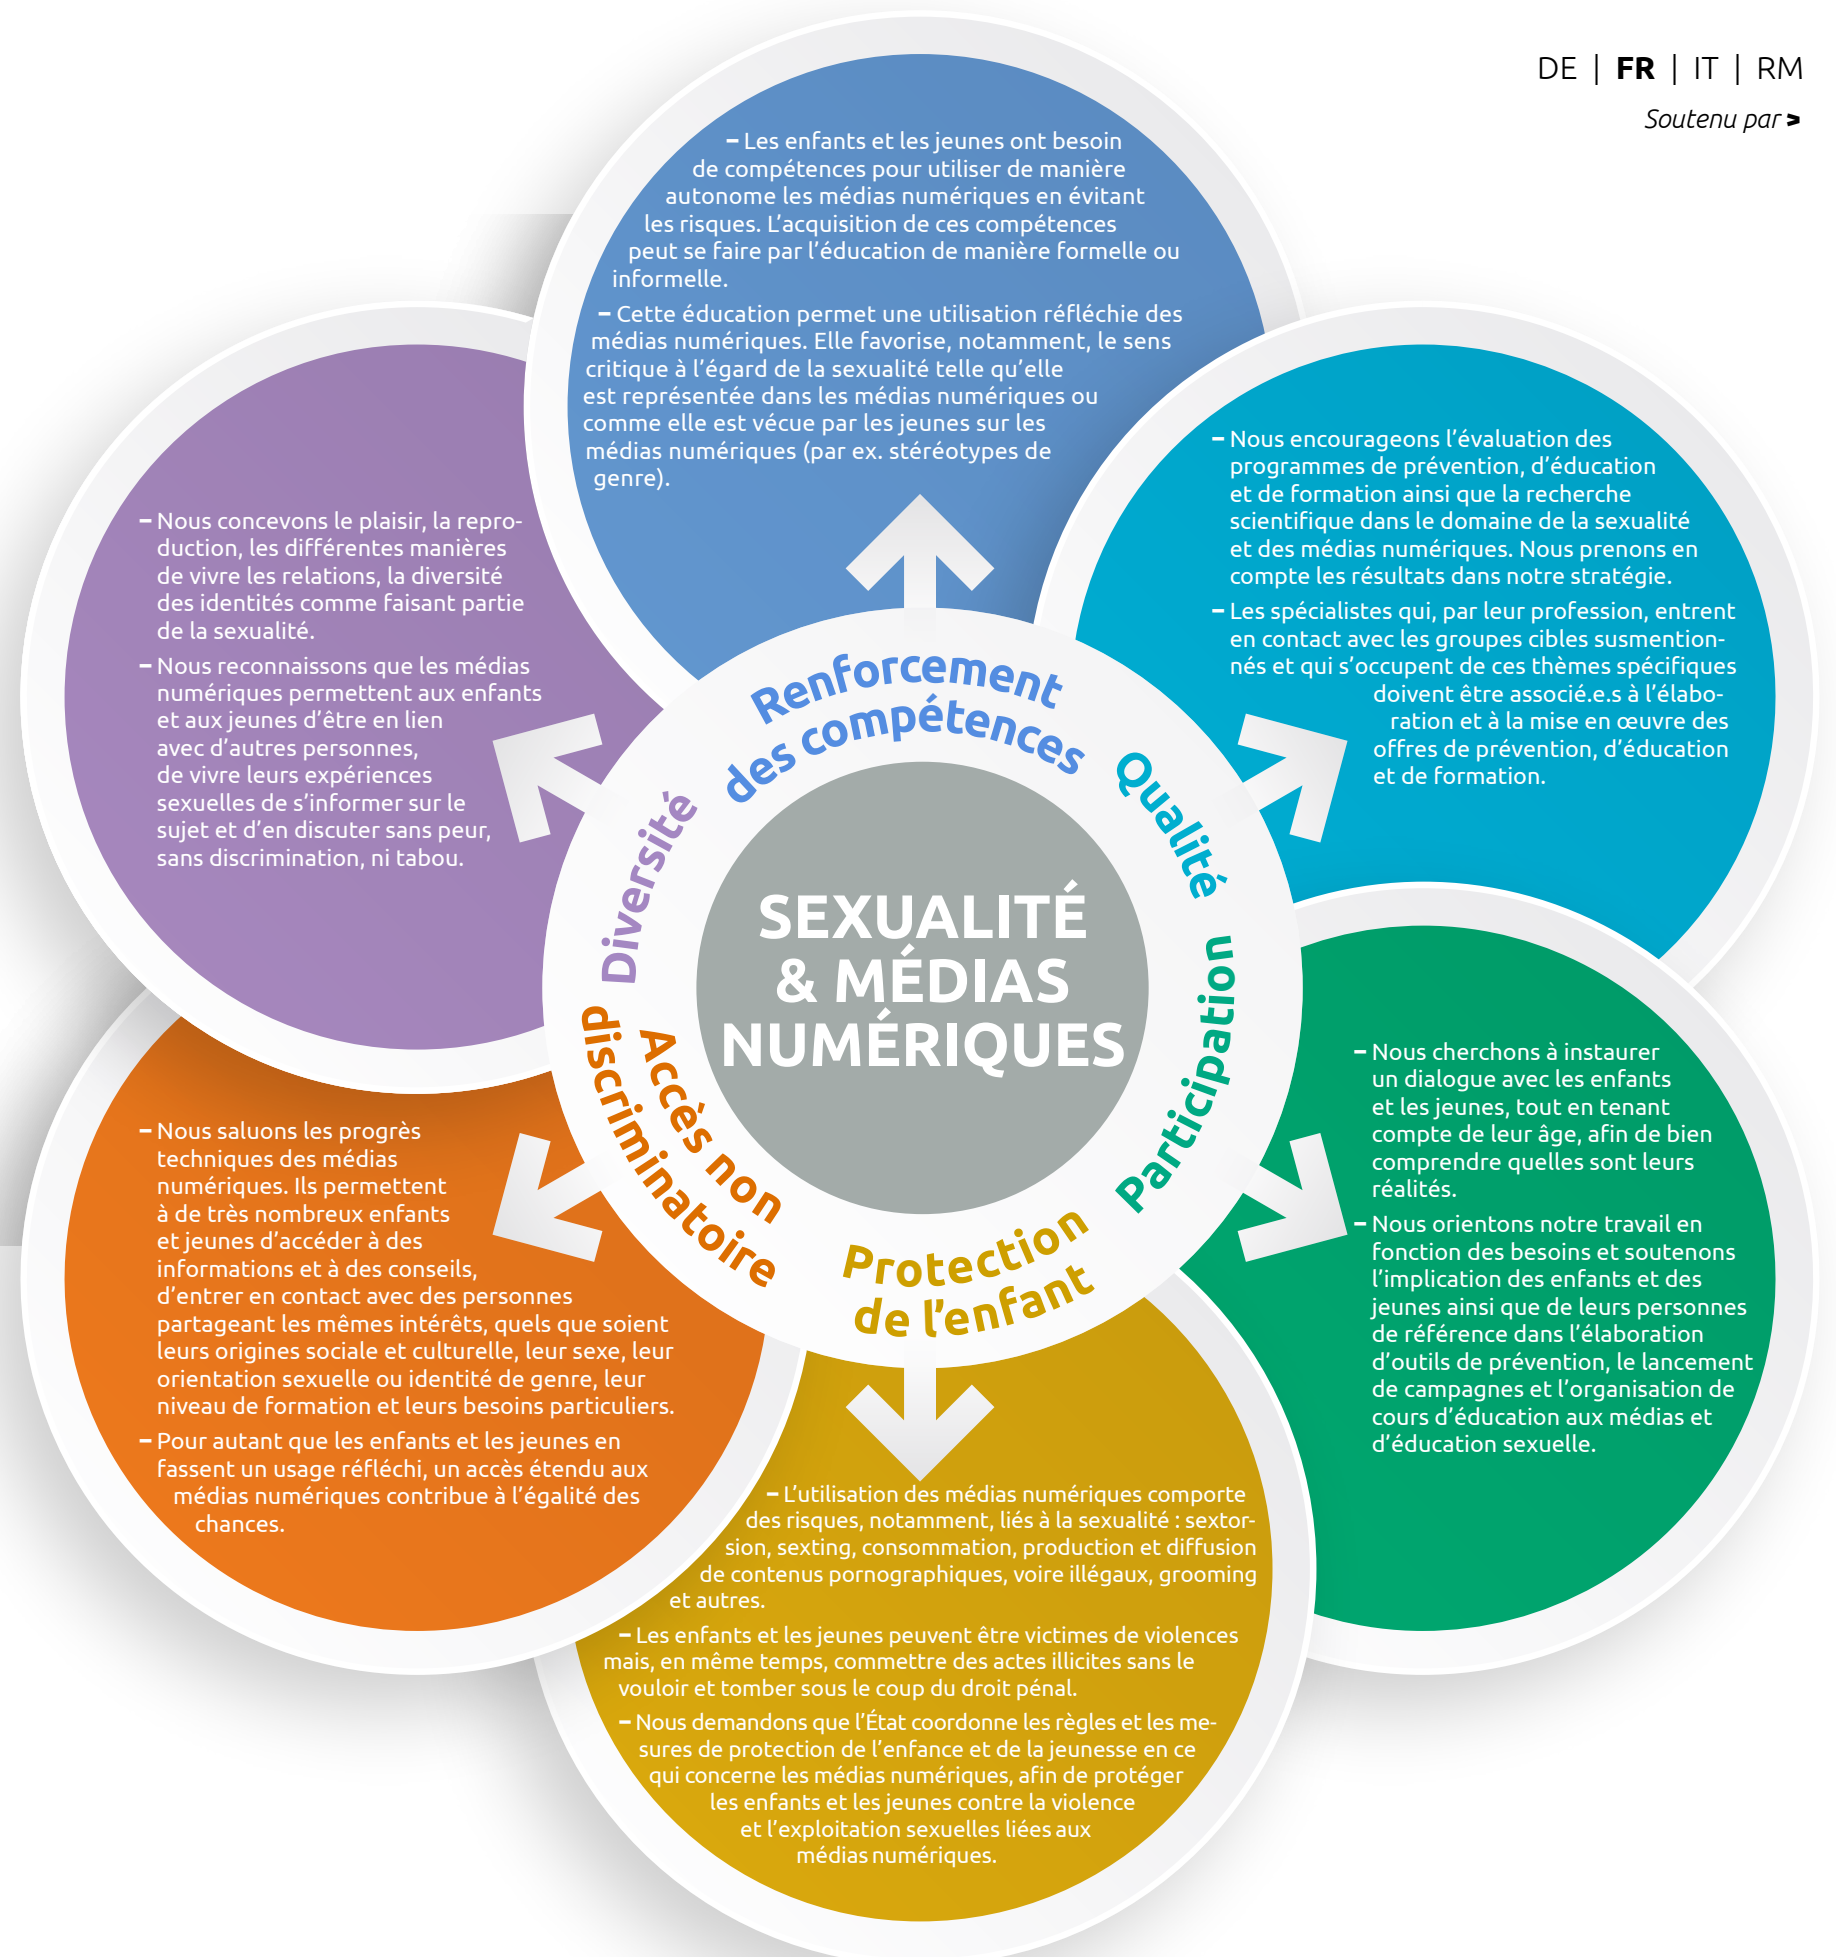 DE | FR | IT | RM
Soutenu par >
– Les enfants et les jeunes ont besoin
de compétences pour utiliser de manière
autonome les médias numériques en évitant
les risques. L’acquisition de ces compétences
peut se faire par l’éducation de manière formelle ou
informelle.
– Cette éducation permet une utilisation réfléchie des
médias numériques. Elle favorise, notamment, le sens
critique à l’égard de la sexualité telle qu’elle
est représentée dans les médias numériques ou
comme elle est vécue par les jeunes sur les
médias numériques (par ex. stéréotypes de
genre).
– Nous encourageons l’évaluation des
programmes de prévention, d’éducation
et de formation ainsi que la recherche
scientifique dans le domaine de la sexualité
et des médias numériques. Nous prenons en
compte les résultats dans notre stratégie.
– Les spécialistes qui, par leur profession, entrent
en contact avec les groupes cibles susmention-
nés et qui s’occupent de ces thèmes spécifiques
doivent être associé.e.s à l’élabo-
ration et à la mise en œuvre des
offres de prévention, d’éducation
et de formation.
– Nous cherchons à instaurer
un dialogue avec les enfants
et les jeunes, tout en tenant
compte de leur âge, afin de bien
comprendre quelles sont leurs
réalités.
– Nous orientons notre travail en
fonction des besoins et soutenons
l’implication des enfants et des
jeunes ainsi que de leurs personnes
de référence dans l’élaboration
d’outils de prévention, le lancement
de campagnes et l’organisation de
cours d’éducation aux médias et
d’éducation sexuelle.
– L’utilisation des médias numériques comporte
des risques, notamment, liés à la sexualité : sextor-
sion, sexting, consommation, production et diffusion
de contenus pornographiques, voire illégaux, grooming
et autres.
– Les enfants et les jeunes peuvent être victimes de violences
mais, en même temps, commettre des actes illicites sans le
vouloir et tomber sous le coup du droit pénal.
– Nous demandons que l’État coordonne les règles et les me-
sures de protection de l’enfance et de la jeunesse en ce
qui concerne les médias numériques, afin de protéger
les enfants et les jeunes contre la violence
et l’exploitation sexuelles liées aux
médias numériques.
– Nous saluons les progrès
techniques des médias
numériques. Ils permettent
à de très nombreux enfants
et jeunes d’accéder à des
informations et à des conseils,
d’entrer en contact avec des personnes
partageant les mêmes intérêts, quels que soient
leurs origines sociale et culturelle, leur sexe, leur
orientation sexuelle ou identité de genre, leur
niveau de formation et leurs besoins particuliers.
– Pour autant que les enfants et les jeunes en
fassent un usage réfléchi, un accès étendu aux
médias numériques contribue à l’égalité des
chances.
– Nous concevons le plaisir, la repro-
duction, les différentes manières
de vivre les relations, la diversité
des identités comme faisant partie
de la sexualité.
– Nous reconnaissons que les médias
numériques permettent aux enfants
et aux jeunes d’être en lien
avec d’autres personnes,
de vivre leurs expériences
sexuelles de s’informer sur le
sujet et d’en discuter sans peur,
sans discrimination, ni tabou.
Renforcement
des compétences
Qualité
Participation
Protection
de l’enfant
Accès non
discriminatoire
Diversité
SEXUALITÉ
& MÉDIAS
NUMÉRIQUES